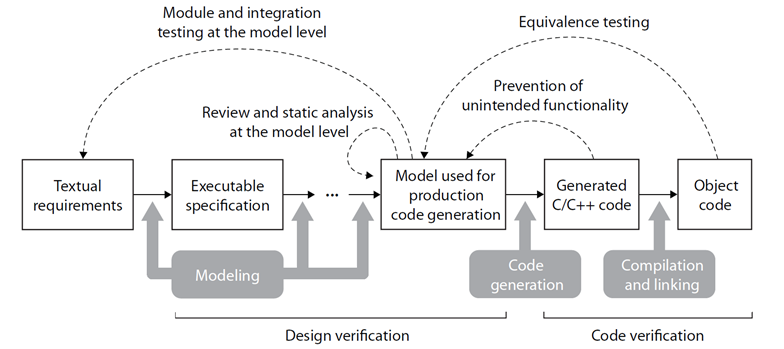 Module and integration
testing at the model level
Equivalence testing
Prevention of
unintended functionality
Review and static analysis
at the model level
Textual
requirements
Executable
specification
...
Model used for
production
code generation
Generated
C/C++ code
Object
code
Modeling
Code
generation
Compilation
and linking
Design verification
Code verification